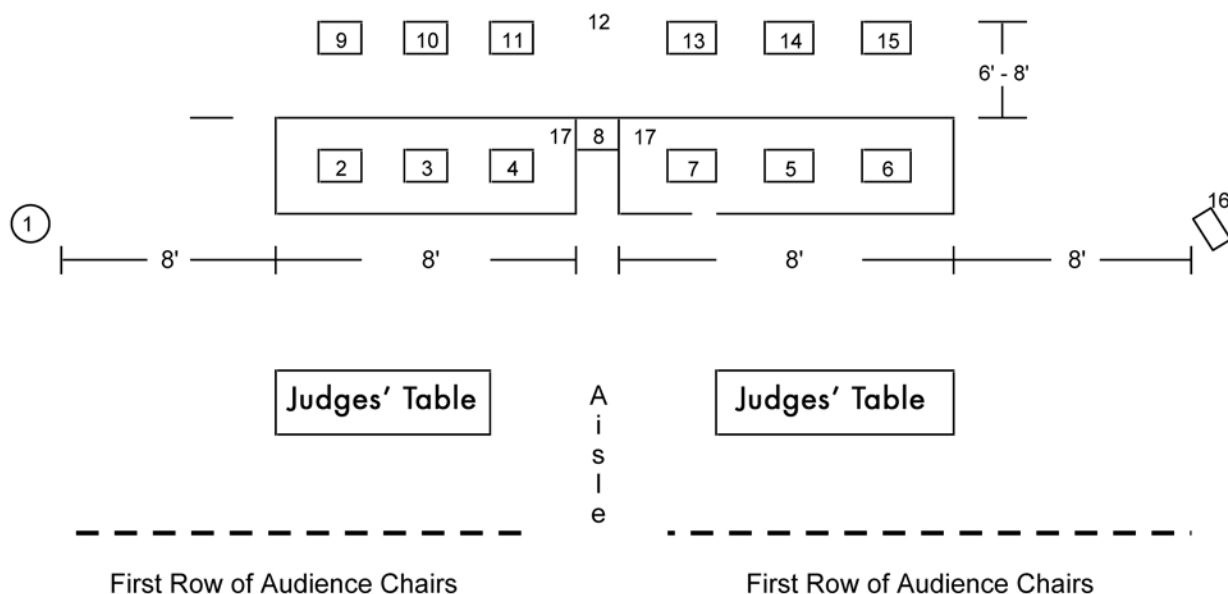 9 10 11 12 13 14 15
6' - 8'
17 8 17
2 3 4 7 5 6
1
16
8' 8' 8' 8'
Judges' Table Judges' Table
A
i
s
l
e
First Row of Audience Chairs First Row of Audience Chairs